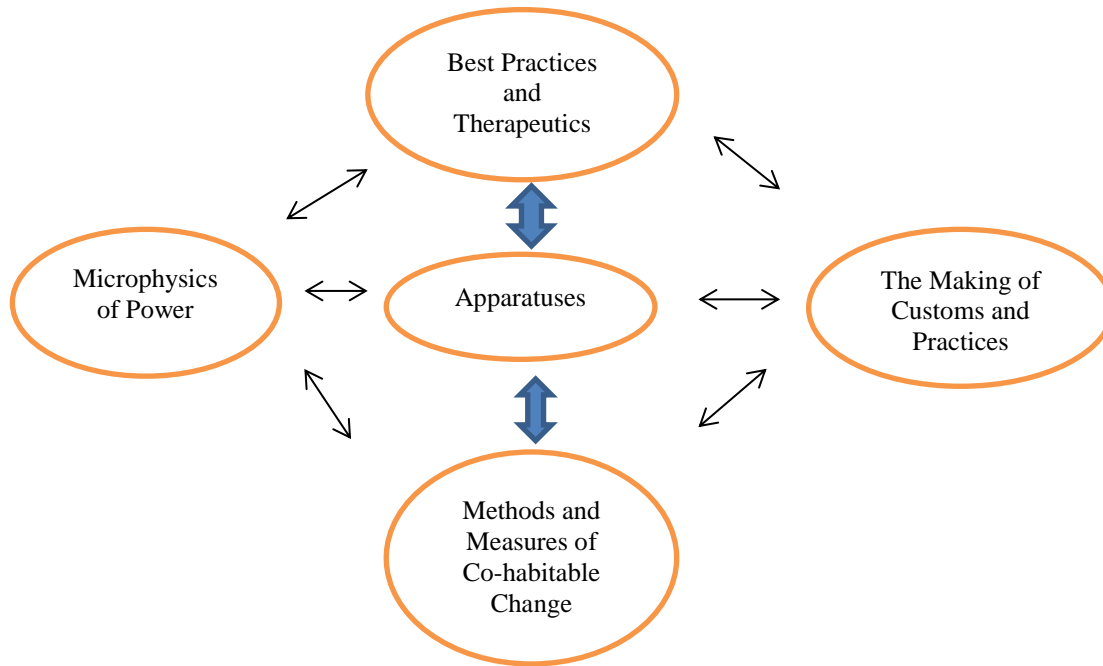 Best Practices
and
Therapeutics
Microphysics
of Power
Apparatuses
The Making of
Customs and
Practices
Methods and
Measures of
Co-habitable
Change